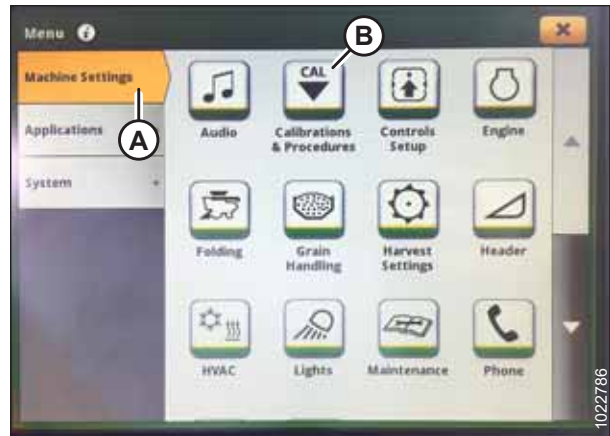 Menu i
B
Machine Settings
A
Applications
System
CAL
Audio
Calibrations
& Procedures
Controls
Setup
Engine
Folding
Grain
Handling
Harvest
Settings
Header
HVAC
Lights
Maintenance
Phone
1022786